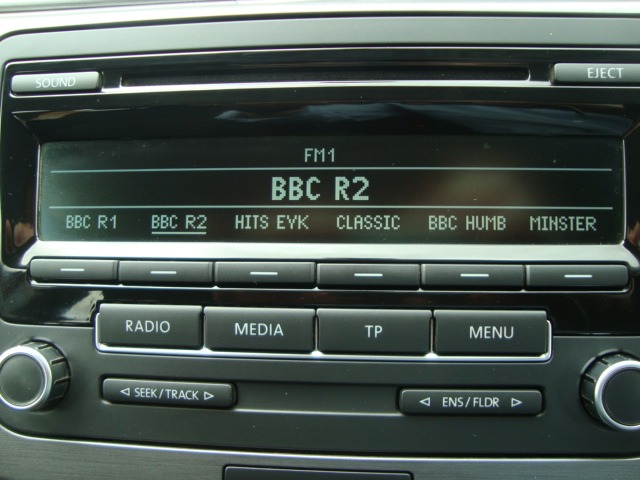 SOUND EJECT
FM1
BBC R2
BBC R1 BBC R2 HITS EYK CLASSIC BBC HUMB MINSTER
RADIO MEDIA TP MENU
◁ SEEK/TRACK ▷ ◁ ENS/FLDR ▷